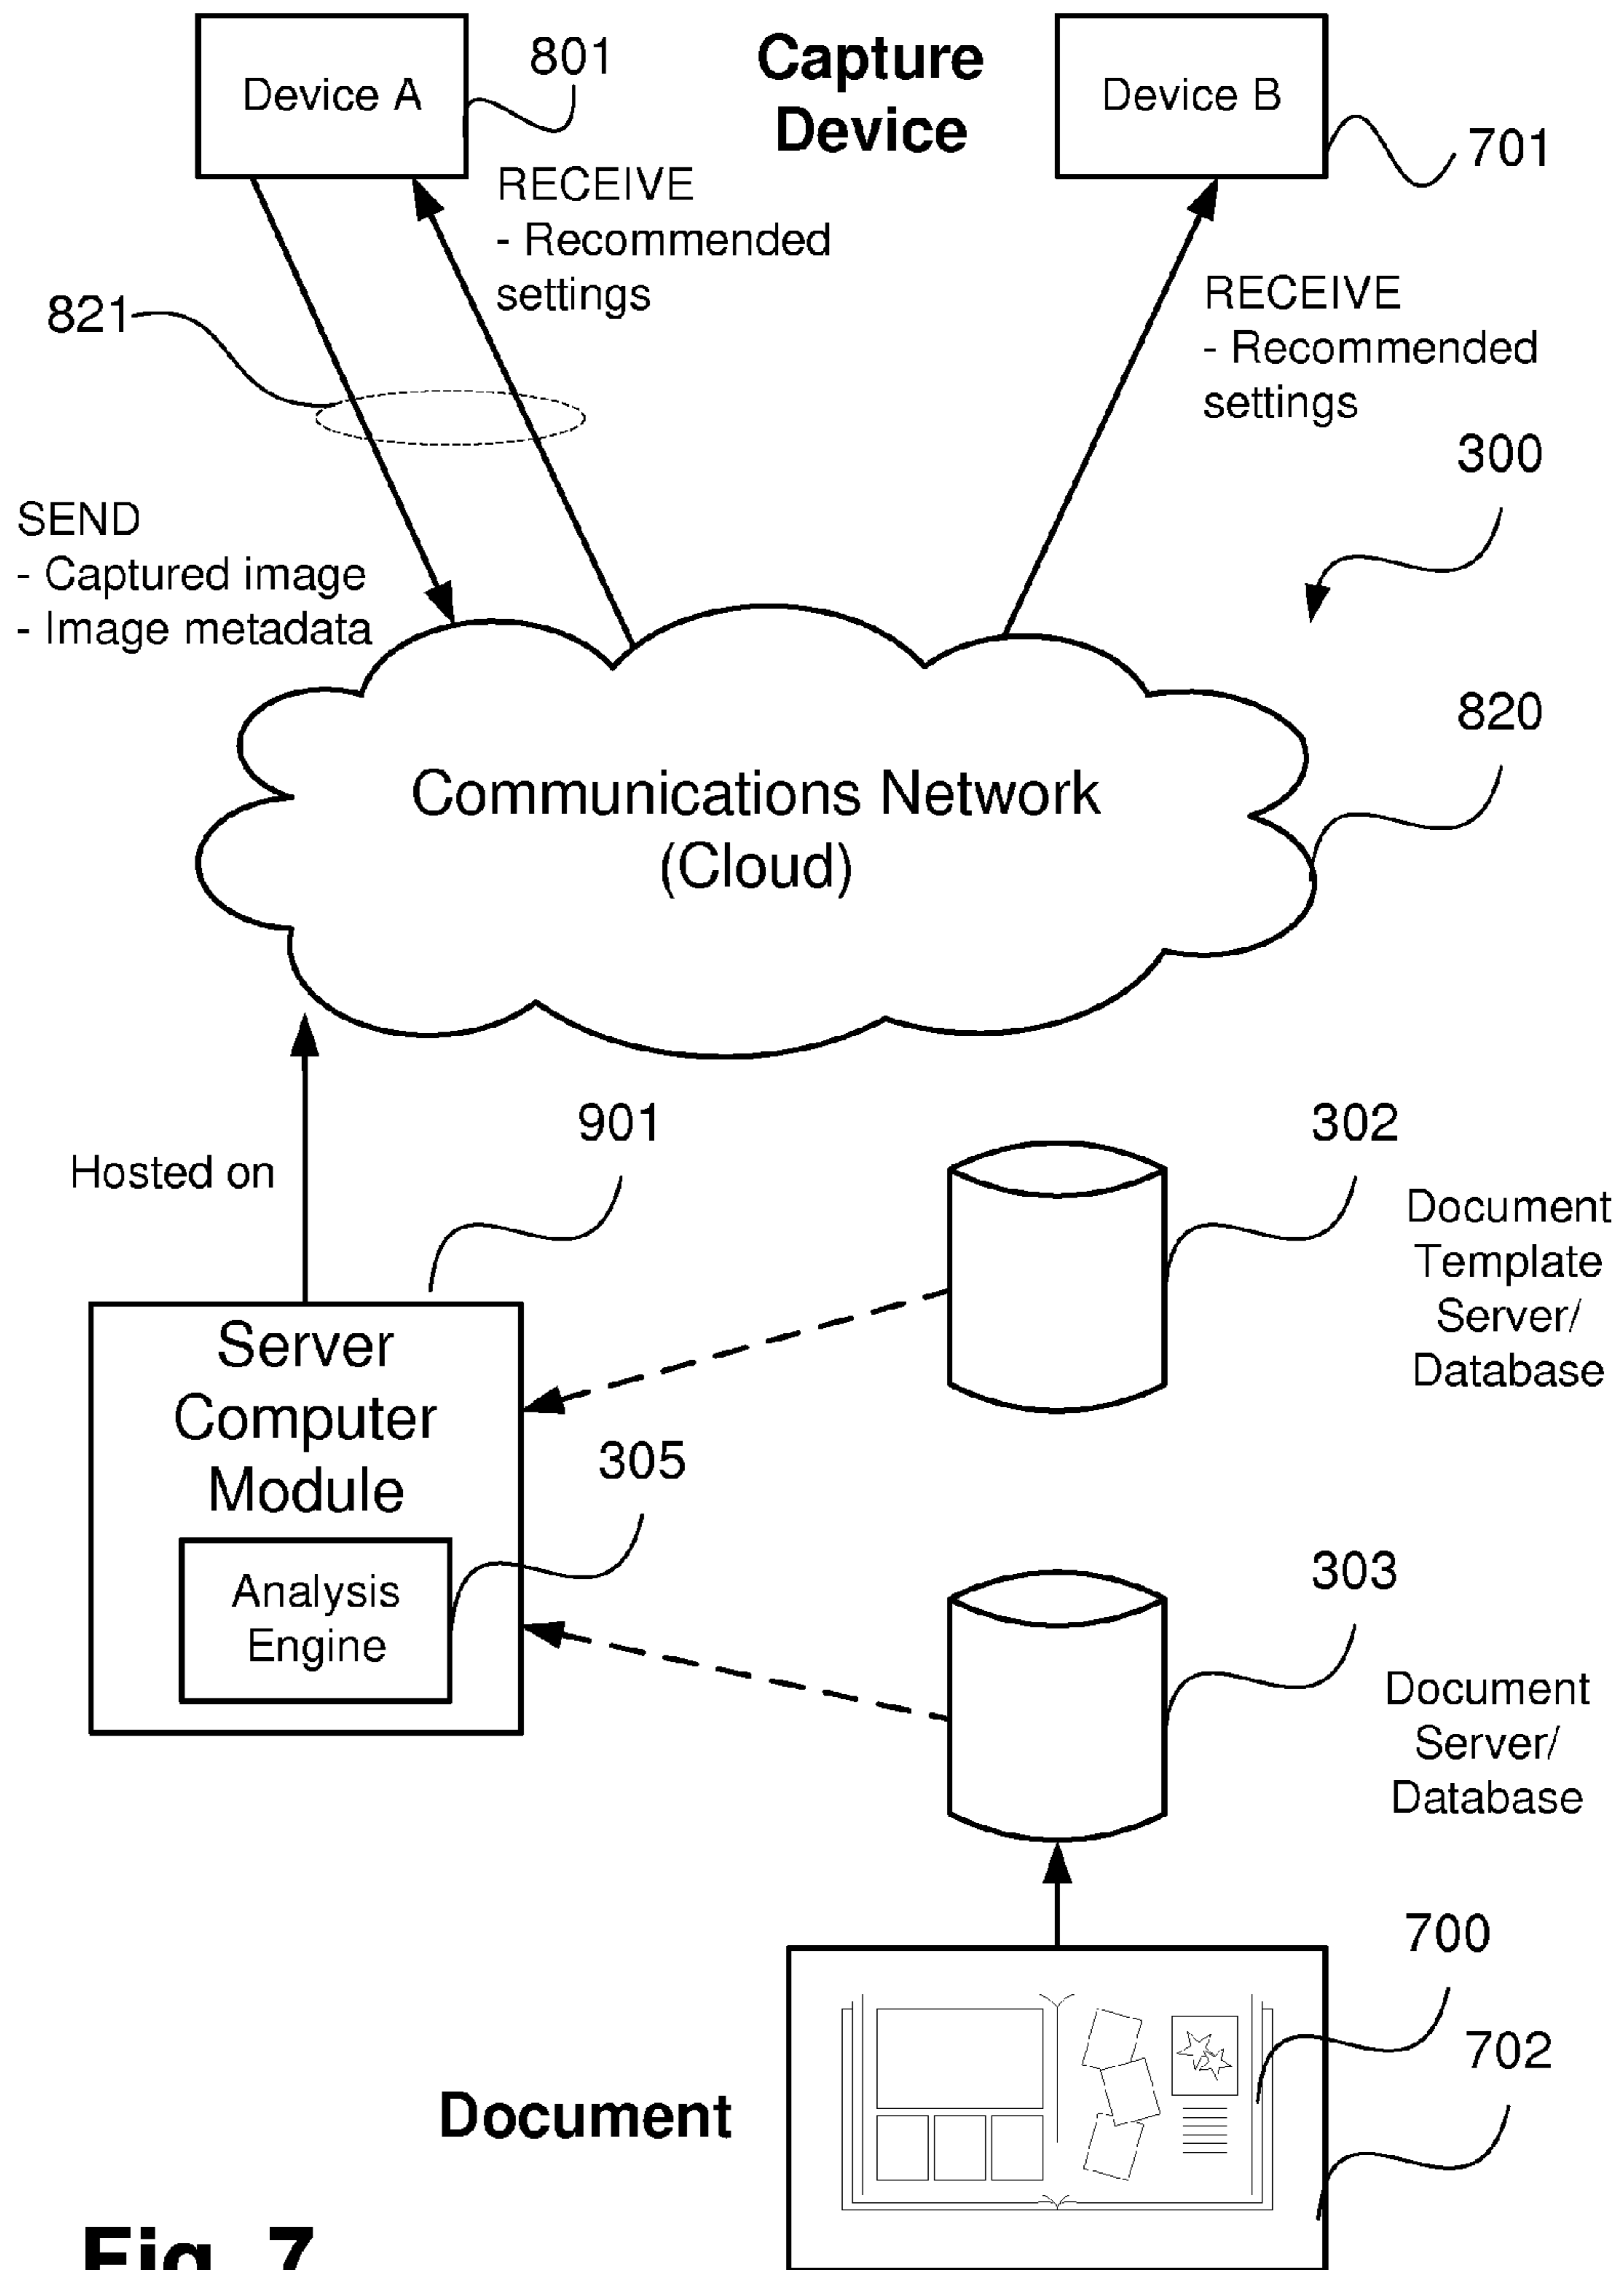 Device A
801
Capture
Device
Device B
701
RECEIVE
- Recommended
settings
821
RECEIVE
- Recommended
settings
300
SEND
- Captured image
- Image metadata
820
Communications Network
(Cloud)
Hosted on
901
302
Document
Template
Server/
Database
Server
Computer
Module
305
Analysis
Engine
303
Document
Server/
Database
700
702
Document
Fig. 7